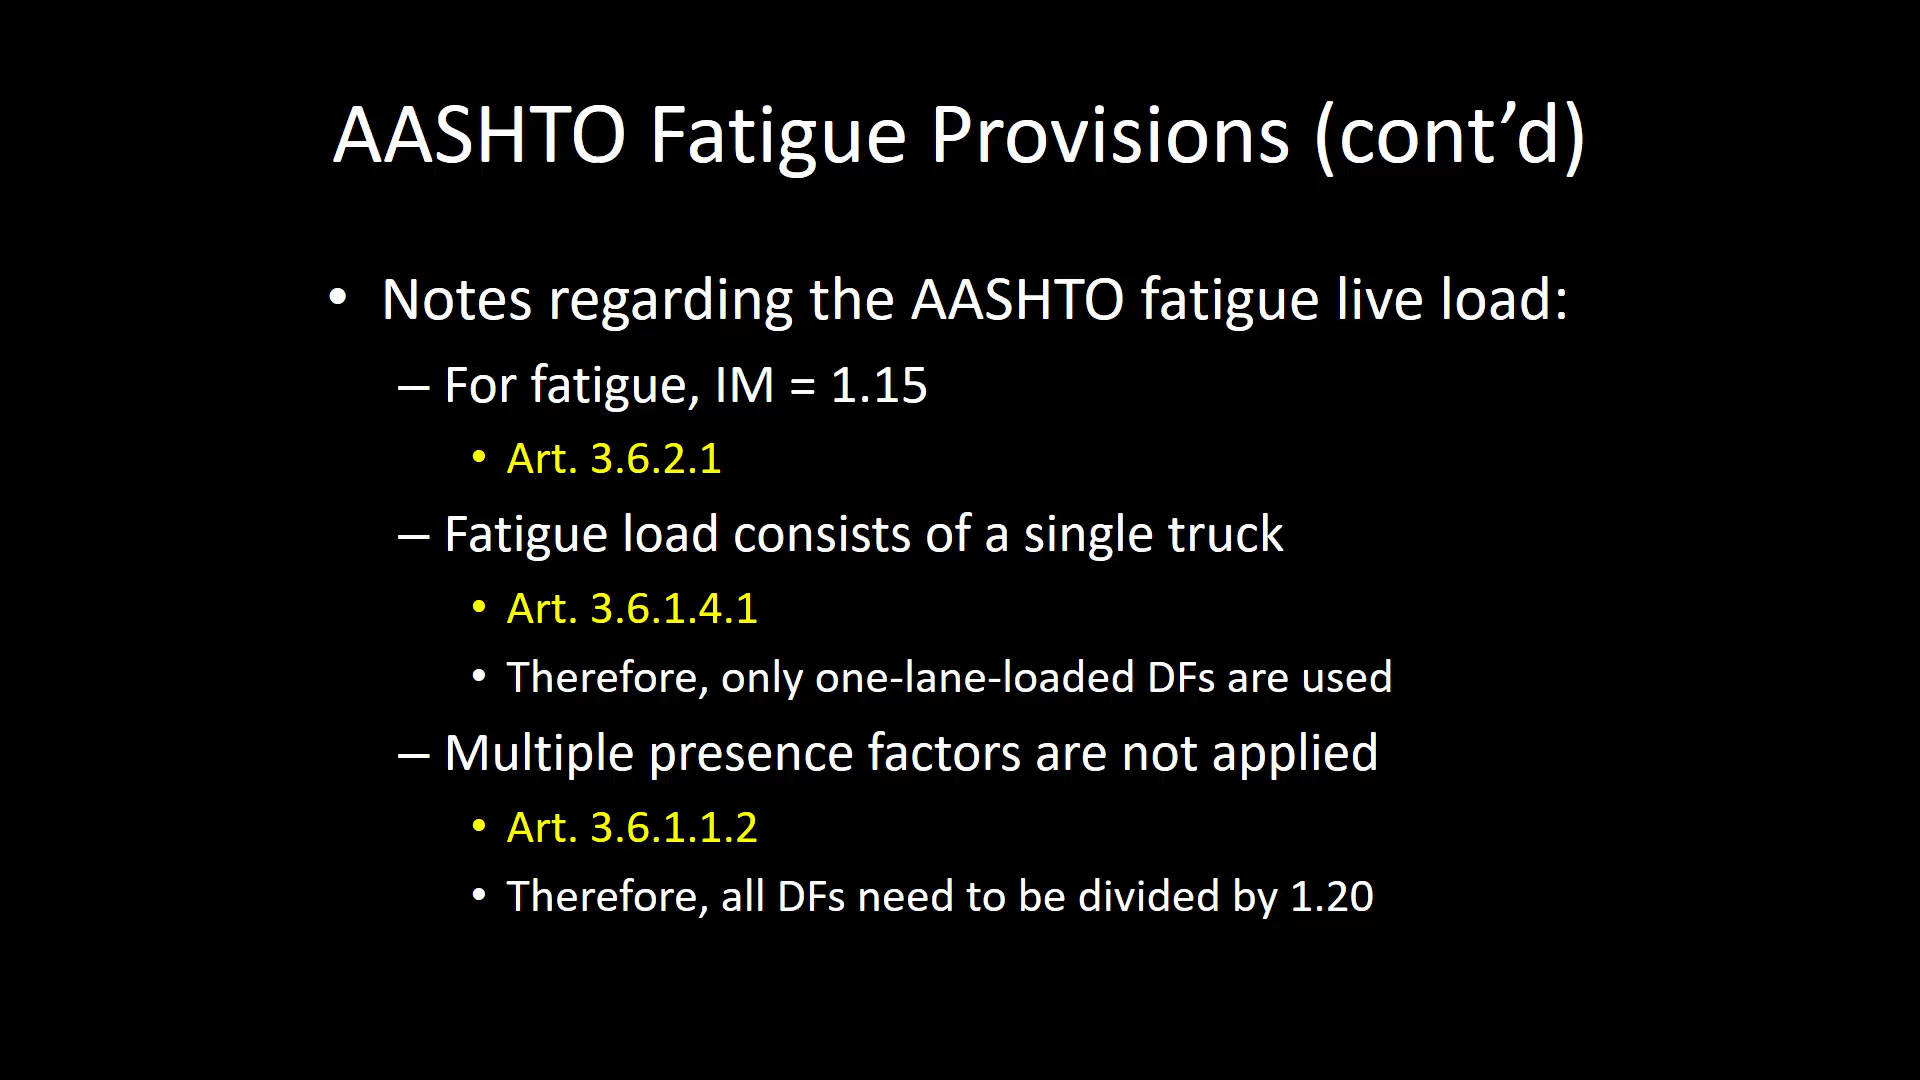 AASHTO Fatigue Provisions (cont’d)
• Notes regarding the AASHTO fatigue live load:
– For fatigue, IM = 1.15
• Art. 3.6.2.1
– Fatigue load consists of a single truck
• Art. 3.6.1.4.1
• Therefore, only one-lane-loaded DFs are used
– Multiple presence factors are not applied
• Art. 3.6.1.1.2
• Therefore, all DFs need to be divided by 1.20